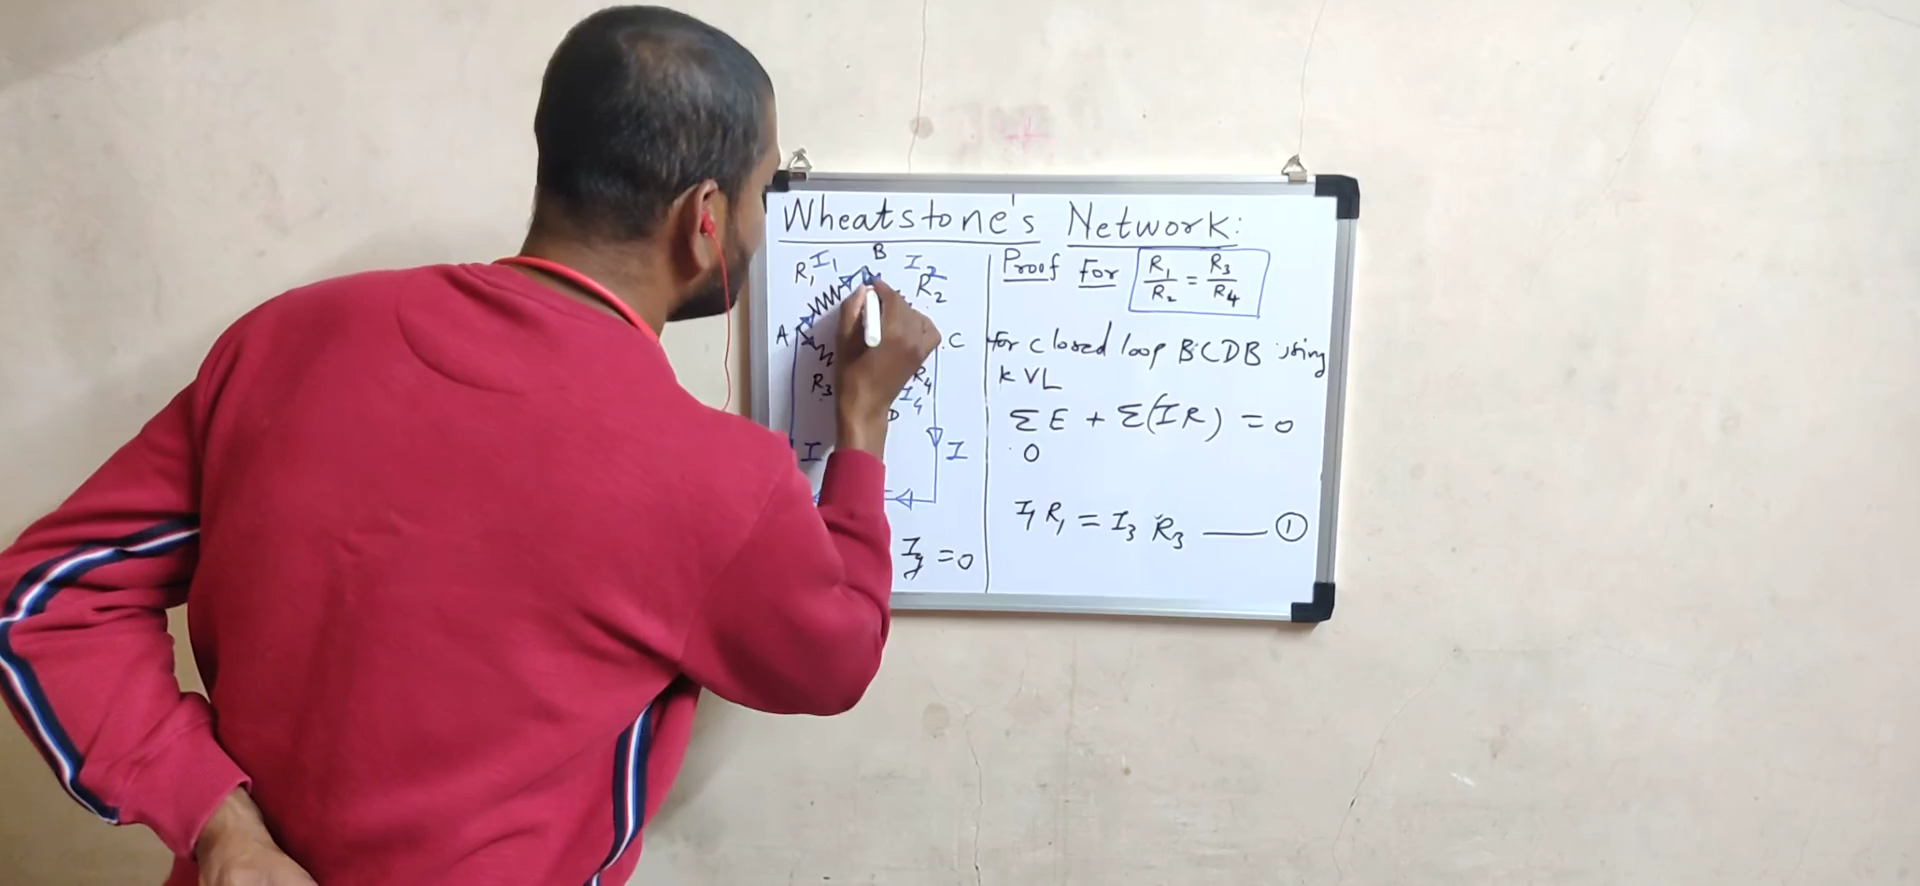 Wheatstone's Network:
B
R₁ I₁
I₂
R₂
A
C
R₃
R₄
I₄
D
I
I
I_g = 0
Proof For R₁/R₂ = R₃/R₄
for closed loop BCDB using
KVL
ΣE + Σ(IR) = 0
0
I₁R₁ = I₃R₃ —— ①